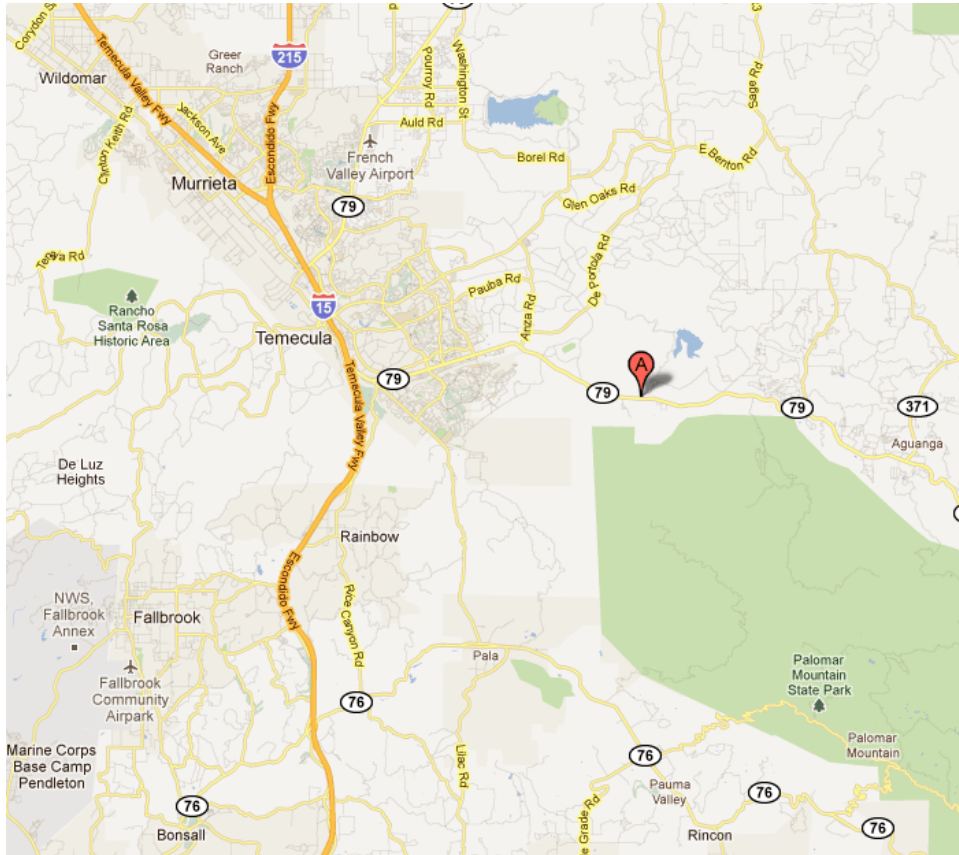 Corydon S
79
Greer
Ranch
215
Wildomar
Temecula Valley Fwy
Escondido Fwy
Jackson Ave
Clinton Keith Rd
Pourroy Rd
Washington St
Auld Rd
Sage Rd
Borel Rd
E Benton Rd
French
Valley Airport
Murrieta
79
Glen Oaks Rd
De Portola Rd
Pauba Rd
Anza Rd
Rancho
Santa Rosa
Historic Area
15
Temecula
79
A
79
79
371
Aguanga
Temecula Valley Fwy
De Luz
Heights
Rainbow
Escondido Fwy
Rice Canyon Rd
NWS,
Fallbrook
Annex
Fallbrook
Fallbrook
Community
Airpark
Pala
76
Palomar
Mountain
State Park
Palomar
Mountain
Marine Corps
Base Camp
Pendleton
Lilac Rd
76
Pauma
Valley
e Grade Rd
76
76
Bonsall
Rincon
76